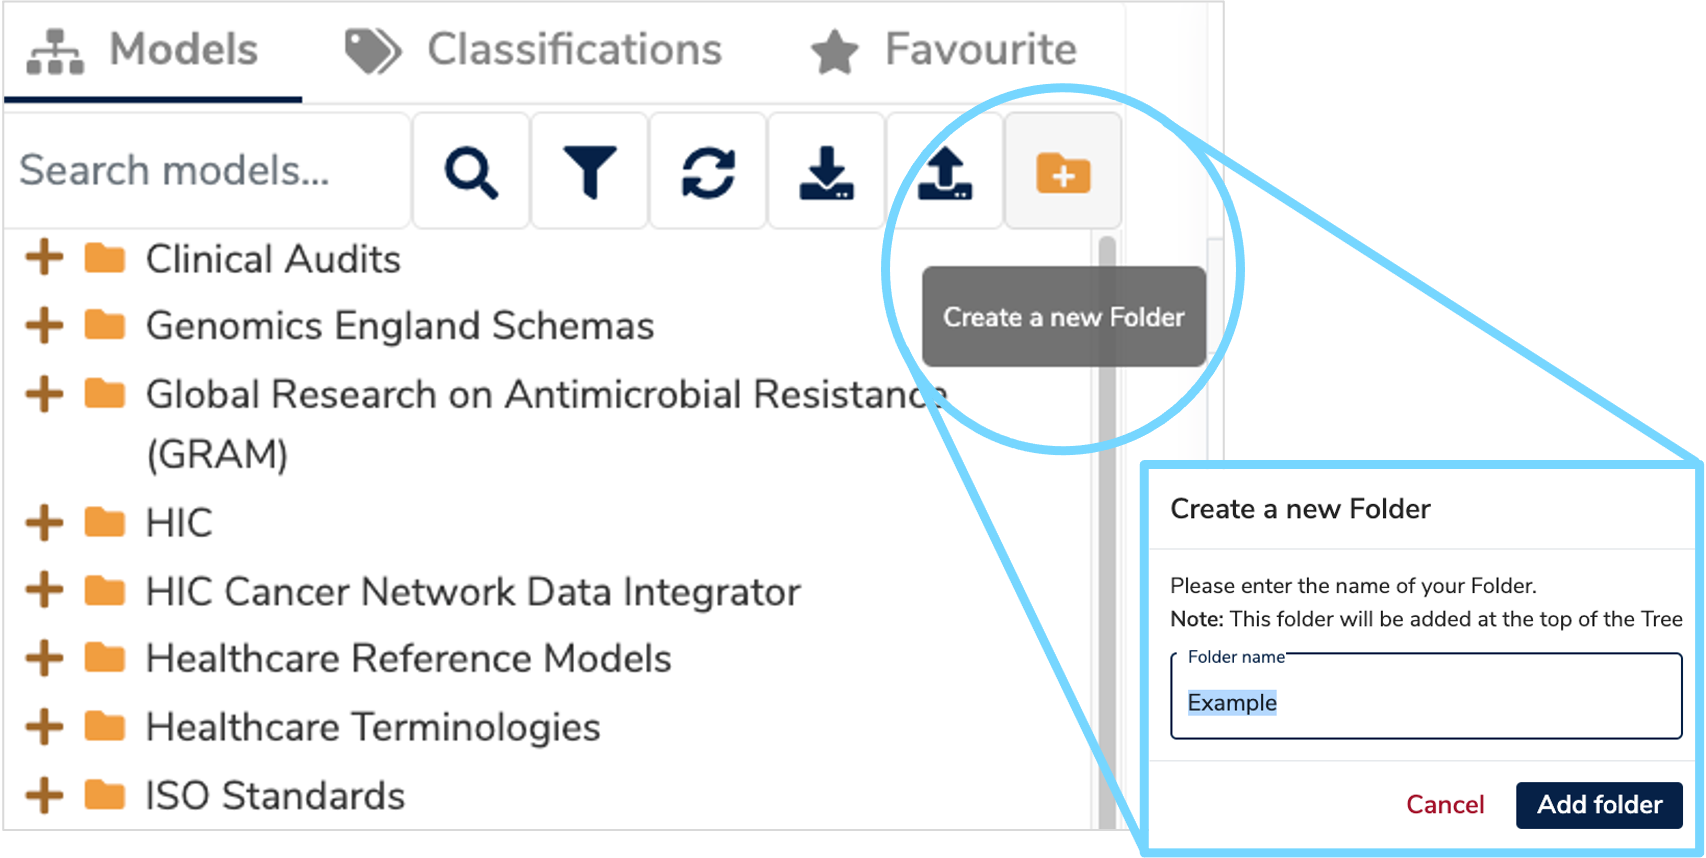 Models
Classifications
Favourite
Search models...
Create a new Folder
Clinical Audits
Genomics England Schemas
Global Research on Antimicrobial Resistance
(GRAM)
HIC
HIC Cancer Network Data Integrator
Healthcare Reference Models
Healthcare Terminologies
ISO Standards
Create a new Folder
Please enter the name of your Folder.
Note: This folder will be added at the top of the Tree
Folder name
Example
Cancel
Add folder